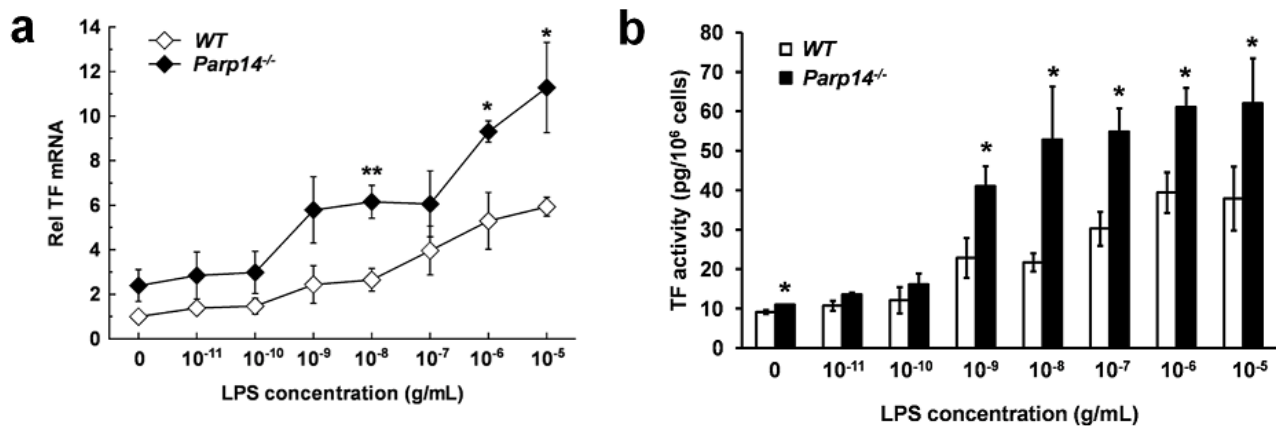 a
WT
Parp14-/-
Rel TF mRNA
14
12
10
8
6
4
2
0
*
*
**
0 10-11 10-10 10-9 10-8 10-7 10-6 10-5
LPS concentration (g/mL)
b
WT
Parp14-/-
TF activity (pg/106 cells)
80
70
60
50
40
30
20
10
0
* * * * * *
0 10-11 10-10 10-9 10-8 10-7 10-6 10-5
LPS concentration (g/mL)